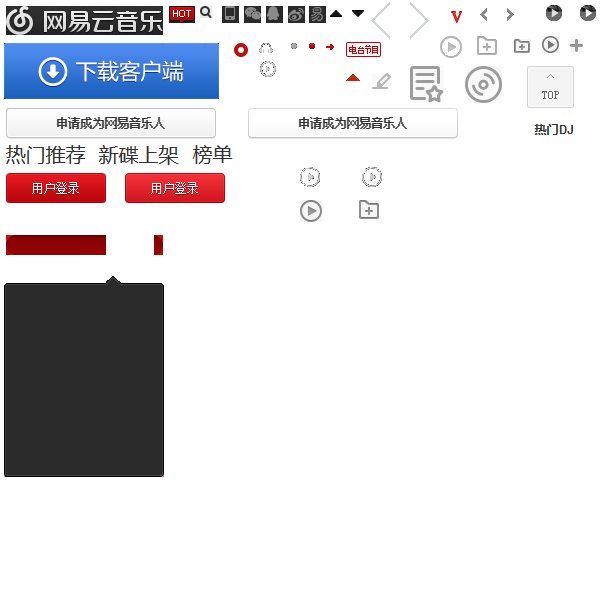 网易云音乐
HOT
V
电台节目
下载客户端
TOP
申请成为网易音乐人
申请成为网易音乐人
热门DJ
热门推荐 新碟上架 榜单
用户登录
用户登录